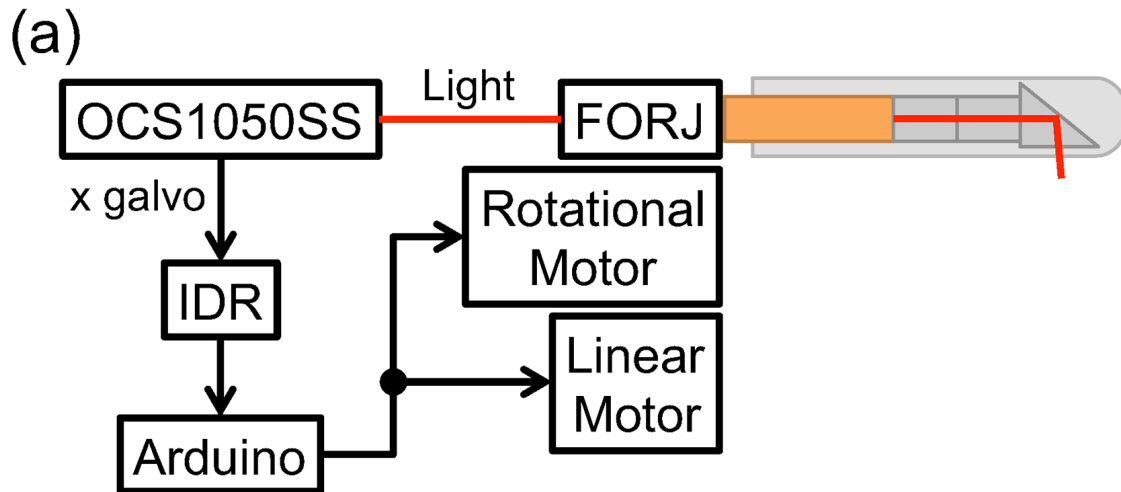 (a)
OCS1050SS
Light
FORJ
x galvo
Rotational
Motor
IDR
Linear
Motor
Arduino